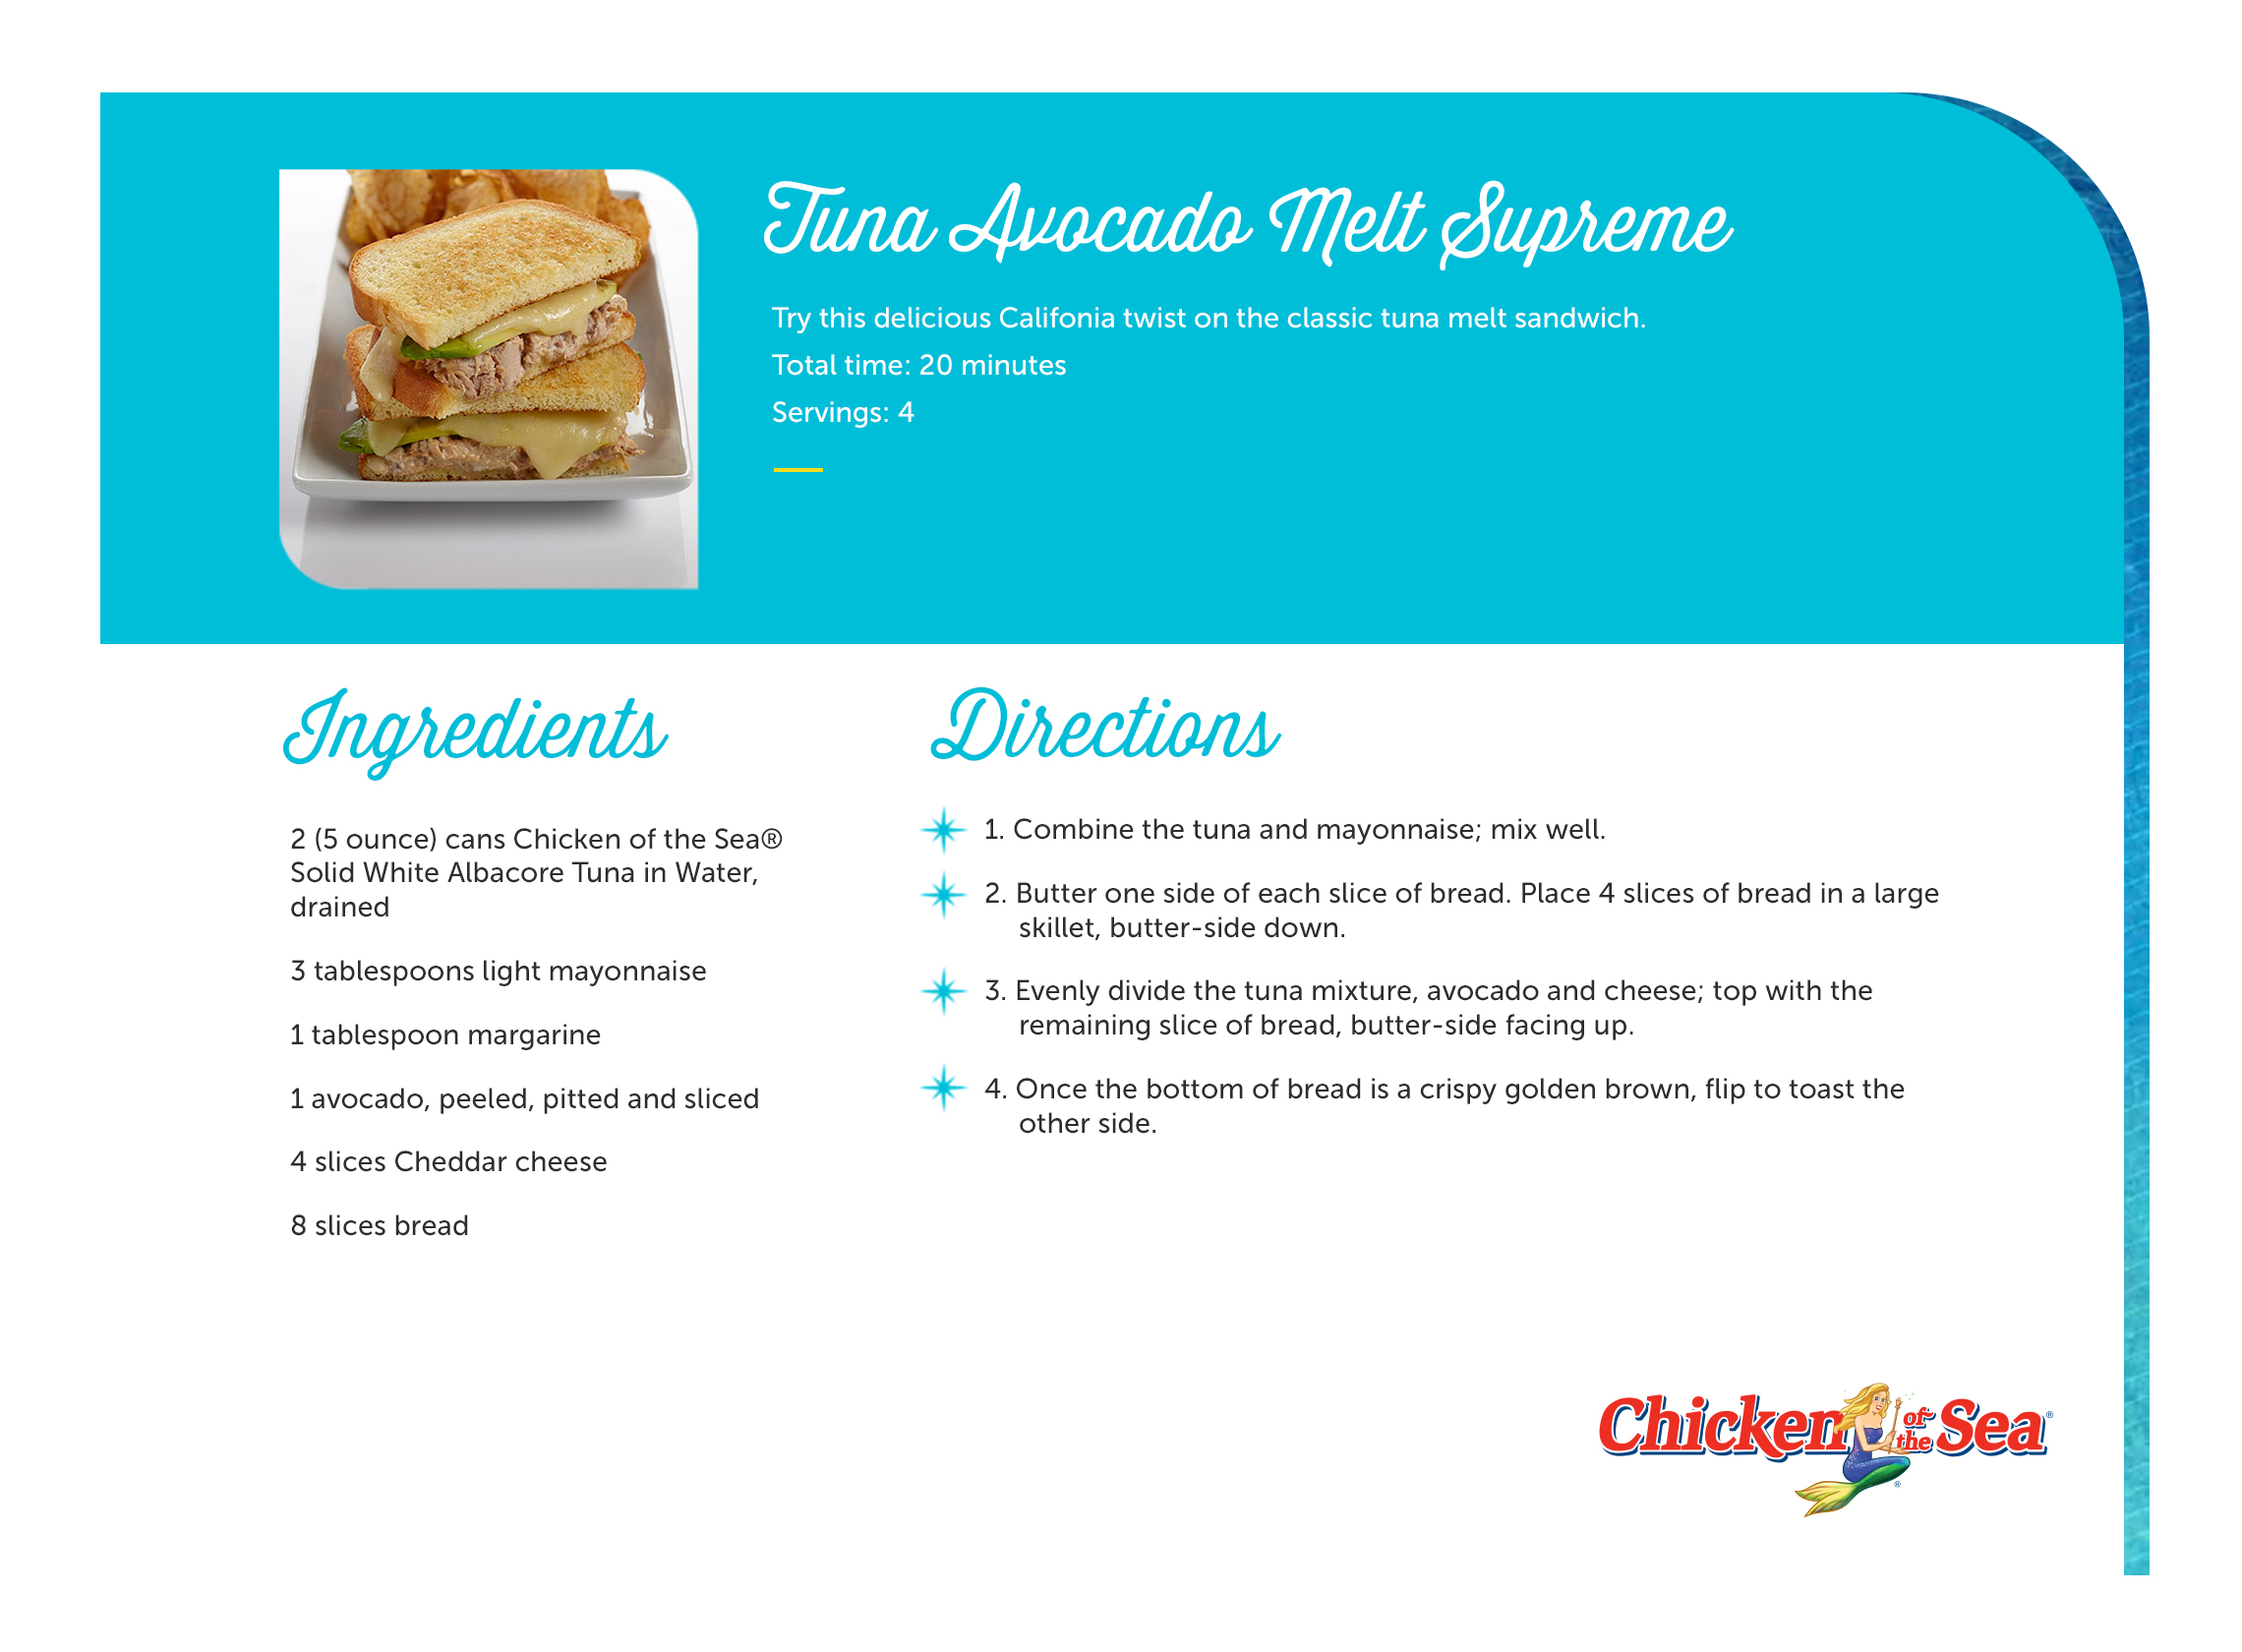 Tuna Avocado Melt Supreme
Try this delicious Califonia twist on the classic tuna melt sandwich.
Total time: 20 minutes
Servings: 4
Ingredients
2 (5 ounce) cans Chicken of the Sea®
Solid White Albacore Tuna in Water,
drained
3 tablespoons light mayonnaise
1 tablespoon margarine
1 avocado, peeled, pitted and sliced
4 slices Cheddar cheese
8 slices bread
Directions
1. Combine the tuna and mayonnaise; mix well.
2. Butter one side of each slice of bread. Place 4 slices of bread in a large
skillet, butter-side down.
3. Evenly divide the tuna mixture, avocado and cheese; top with the
remaining slice of bread, butter-side facing up.
4. Once the bottom of bread is a crispy golden brown, flip to toast the
other side.
Chicken of the Sea®
®